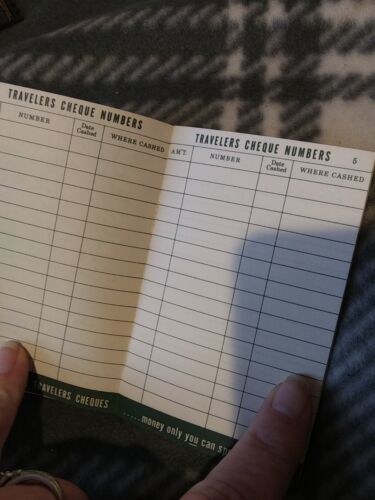 TRAVELERS CHEQUE NUMBERS
NUMBER
Date
Cashed
WHERE CASHED
TRAVELERS CHEQUES
TRAVELERS CHEQUE NUMBERS 5
AM'T.
NUMBER
Date
Cashed
WHERE CASHED
.....money only you can